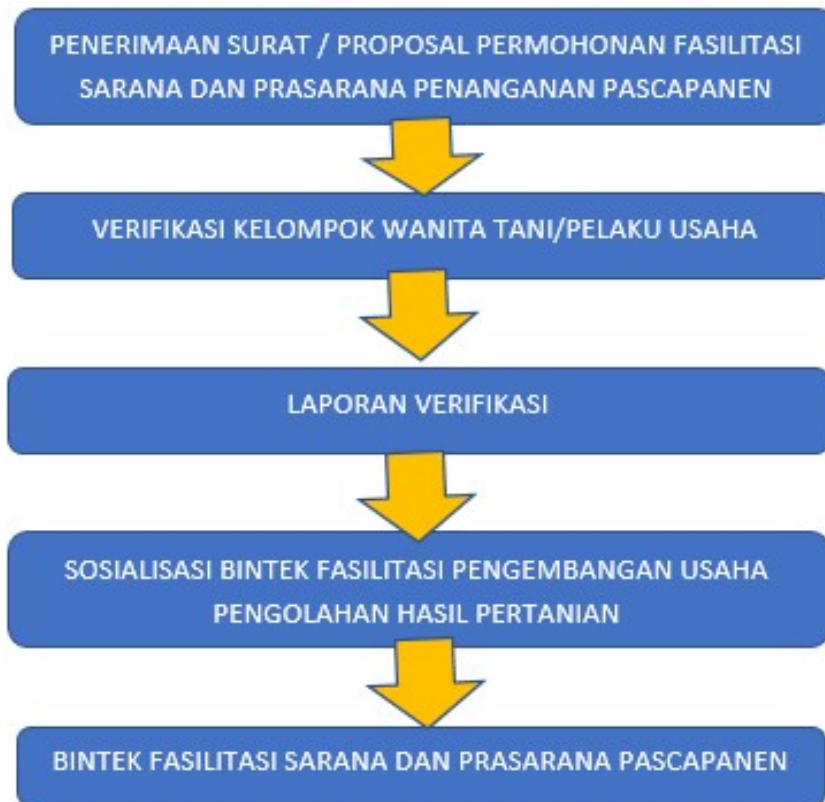 PENERIMAAN SURAT / PROPOSAL PERMOHONAN FASILITASI
SARANA DAN PRASARANA PENANGANAN PASCAPANEN
VERIFIKASI KELOMPOK WANITA TANI/PELAKU USAHA
LAPORAN VERIFIKASI
SOSIALISASI BINTEK FASILITASI PENGEMBANGAN USAHA
PENGOLAHAN HASIL PERTANIAN
BINTEK FASILITASI SARANA DAN PRASARANA PASCAPANEN